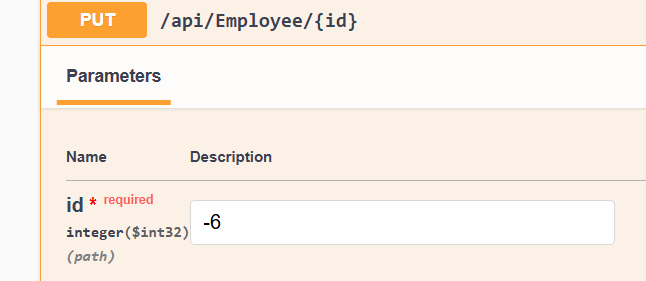 PUT /api/Employee/{id}
Parameters
Name Description
id * required
integer($int32) -6
(path)